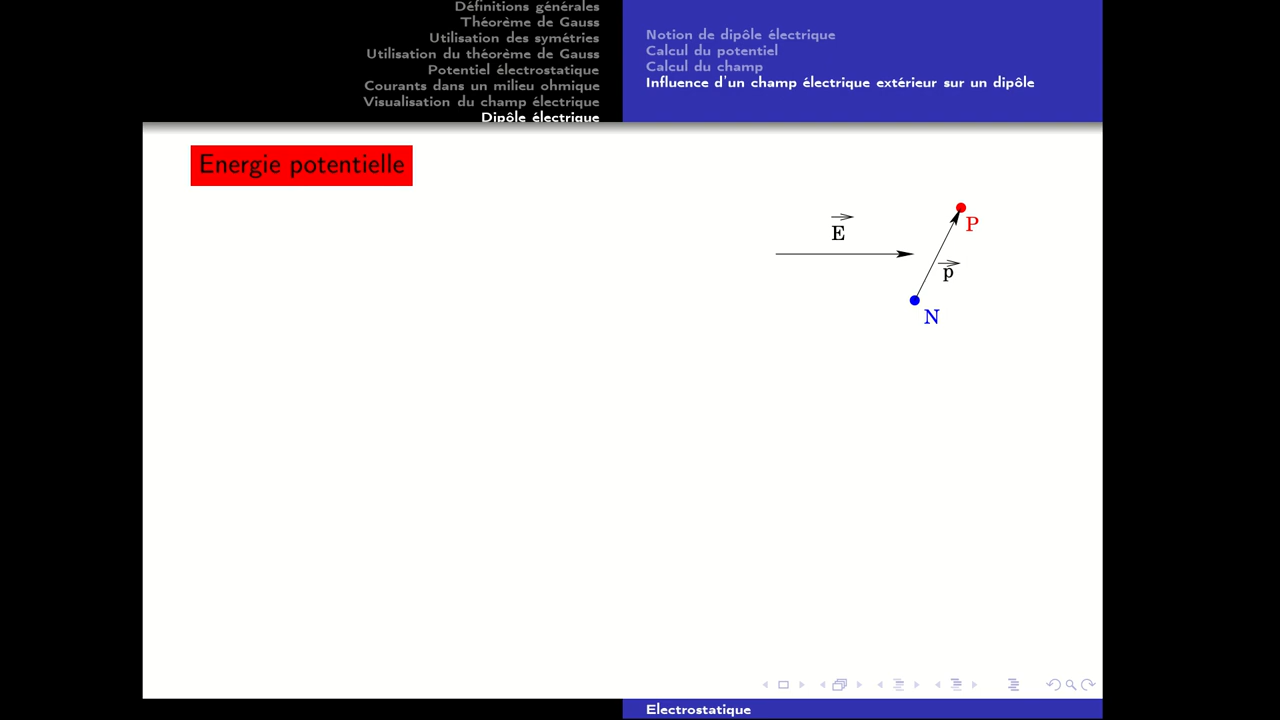 Définitions générales
Théorème de Gauss
Utilisation des symétries
Utilisation du théorème de Gauss
Potentiel électrostatique
Courants dans un milieu ohmique
Visualisation du champ électrique
Dipôle électrique
Notion de dipôle électrique
Calcul du potentiel
Calcul du champ
Influence d'un champ électrique extérieur sur un dipôle
Energie potentielle
E
P
p
N
Electrostatique